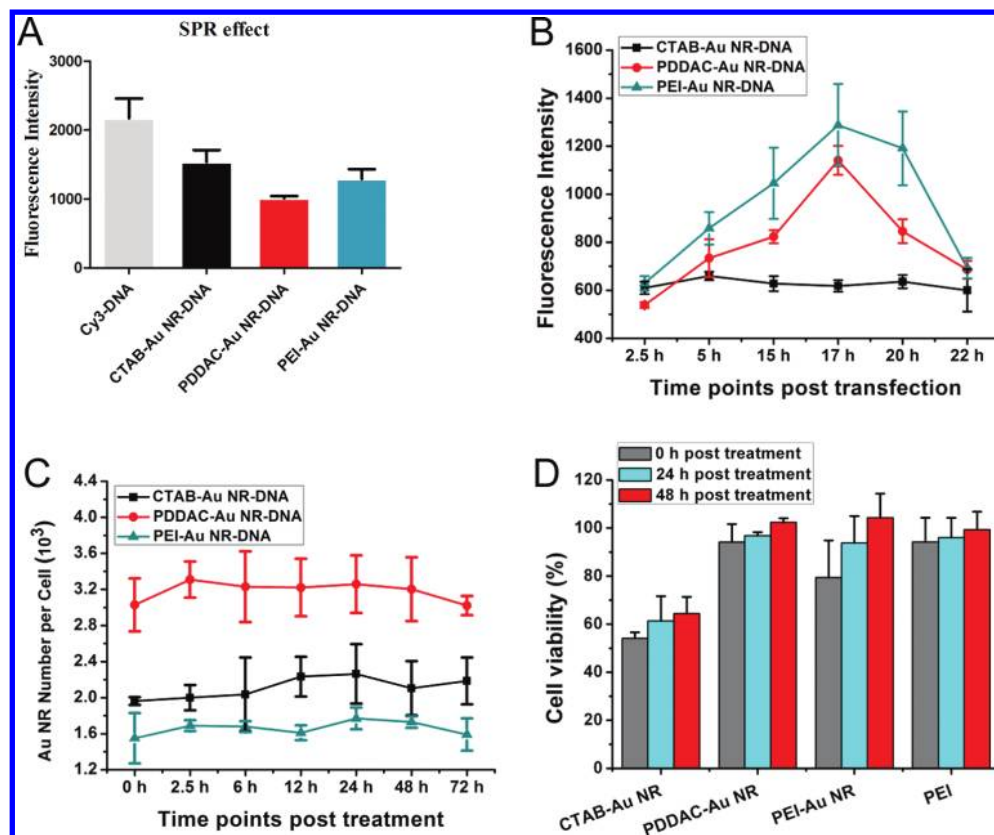 A
SPR effect
Fluorescence Intensity
3000
2000
1000
0
Cy3-DNA
CTAB-Au NR-DNA
PDDAC-Au NR-DNA
PEI-Au NR-DNA
B
CTAB-Au NR-DNA
PDDAC-Au NR-DNA
PEI-Au NR-DNA
Fluorescence Intensity
1600
1400
1200
1000
800
600
400
2.5 h 5 h 15 h 17 h 20 h 22 h
Time points post transfection
C
CTAB-Au NR-DNA
PDDAC-Au NR-DNA
PEI-Au NR-DNA
Au NR Number per Cell (10³)
4.4
4.0
3.6
3.2
2.8
2.4
2.0
1.6
1.2
0 h 2.5 h 6 h 12 h 24 h 48 h 72 h
Time points post treatment
D
0 h post treatment
24 h post treatment
48 h post treatment
Cell viability (%)
120
100
80
60
40
20
0
CTAB-Au NR
PDDAC-Au NR
PEI-Au NR
PEI